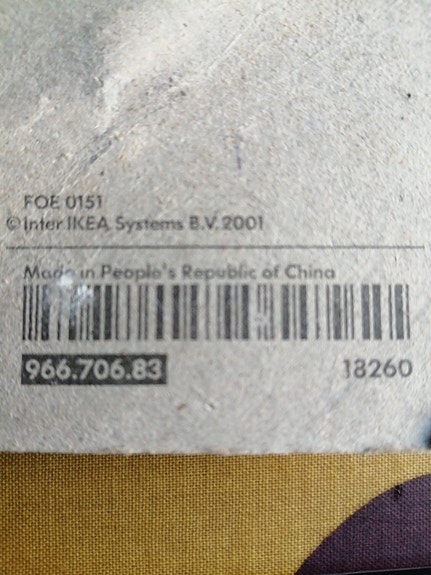 FOE 0151
© Inter IKEA Systems B.V. 2001
Made in People's Republic of China
966.706.83
18260